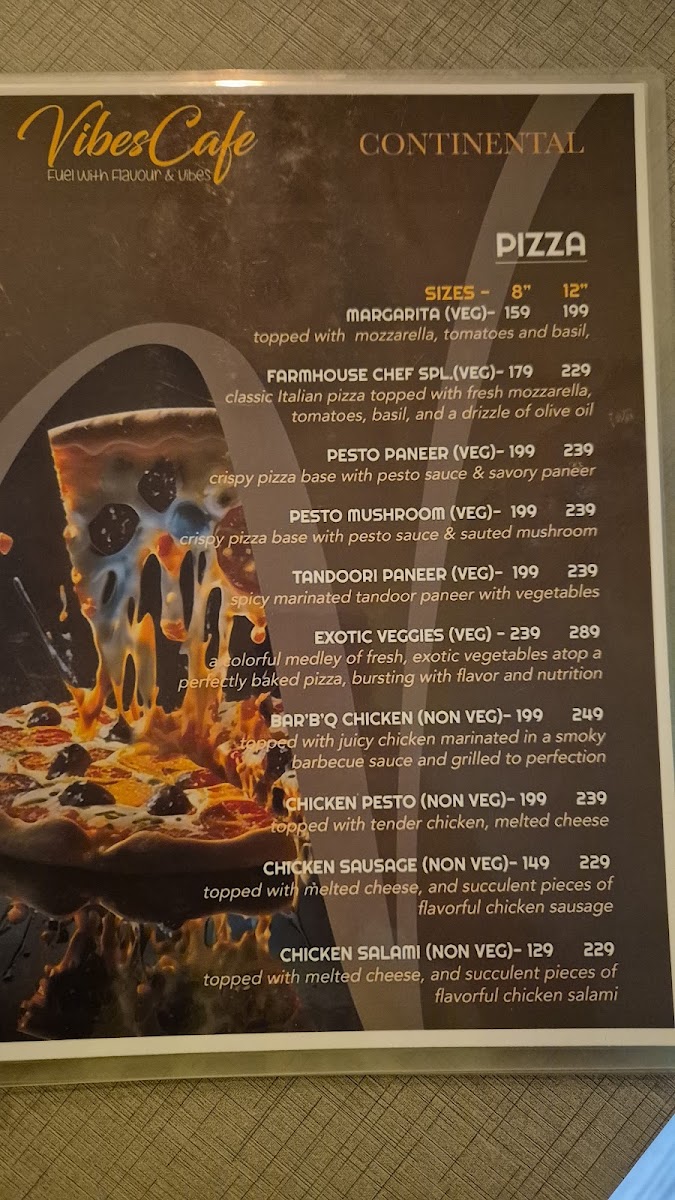 Vibes Cafe
Fuel with Flavour & Vibes
CONTINENTAL
PIZZA
SIZES - 8" 12"
MARGARITA (VEG)- 159 199
topped with mozzarella, tomatoes and basil,
FARMHOUSE CHEF SPL.(VEG)- 179 229
classic Italian pizza topped with fresh mozzarella,
tomatoes, basil, and a drizzle of olive oil
PESTO PANEER (VEG)- 199 239
crispy pizza base with pesto sauce & savory paneer
PESTO MUSHROOM (VEG)- 199 239
crispy pizza base with pesto sauce & sauted mushroom
TANDOORI PANEER (VEG)- 199 239
spicy marinated tandoor paneer with vegetables
EXOTIC VEGGIES (VEG) - 239 289
a colorful medley of fresh, exotic vegetables atop a
perfectly baked pizza, bursting with flavor and nutrition
BAR'B'Q CHICKEN (NON VEG)- 199 249
topped with juicy chicken marinated in a smoky
barbecue sauce and grilled to perfection
CHICKEN PESTO (NON VEG)- 199 239
topped with tender chicken, melted cheese
CHICKEN SAUSAGE (NON VEG)- 149 229
topped with melted cheese, and succulent pieces of
flavorful chicken sausage
CHICKEN SALAMI (NON VEG)- 129 229
topped with melted cheese, and succulent pieces of
flavorful chicken salami